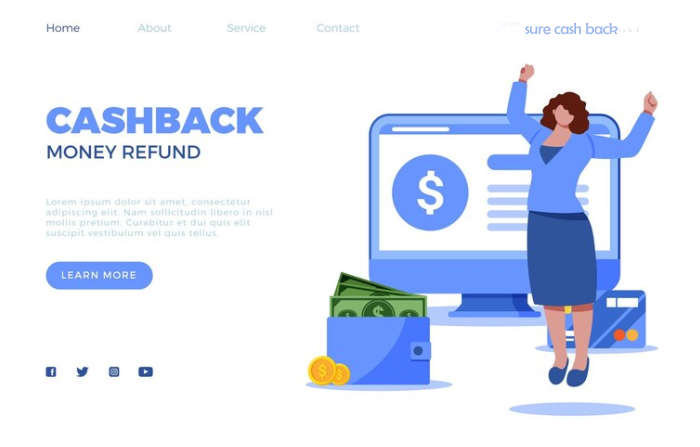 Home About Service Contact
sure cash back
CASHBACK
MONEY REFUND
Lorem ipsum dolor sit amet, consectetur
adipiscing elit. Nam sollicitudin libero in nisl
mollis pretium. Curabitur et dui quis elit
suscipit vestibulum vel quis tellus.
LEARN MORE
$
$
$